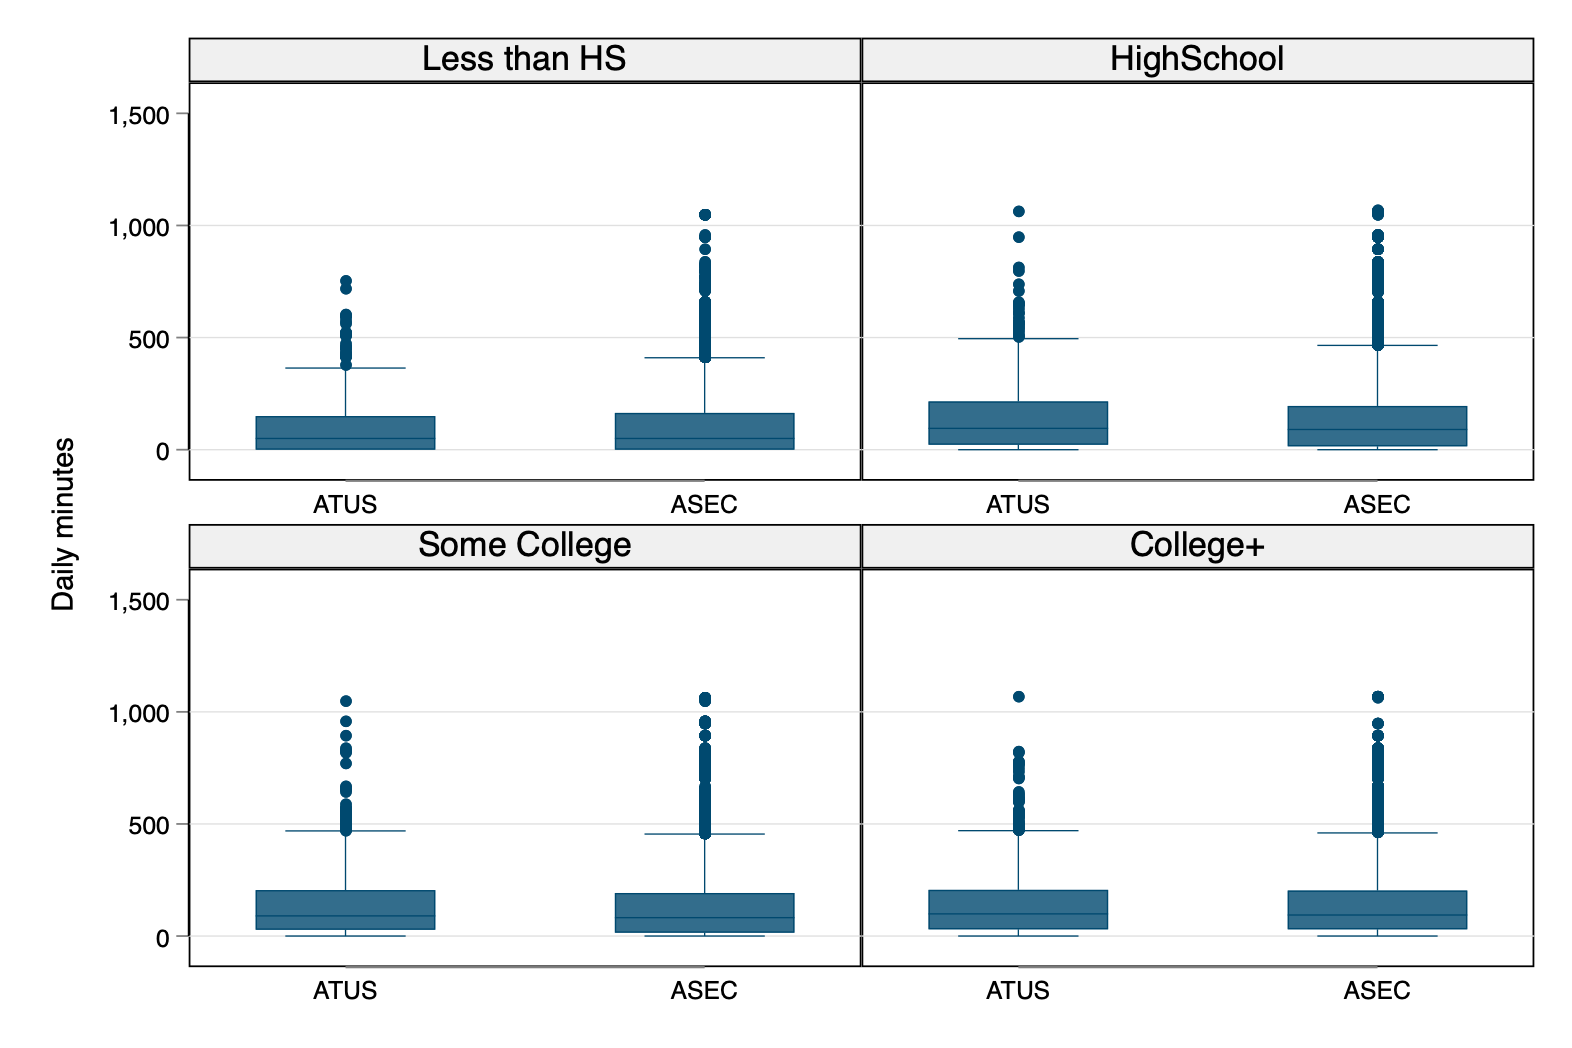 Less than HS
HighSchool
1,500
1,000
500
0
ATUS
ASEC
ATUS
ASEC
Daily minutes
Some College
College+
1,500
1,000
500
0
ATUS
ASEC
ATUS
ASEC